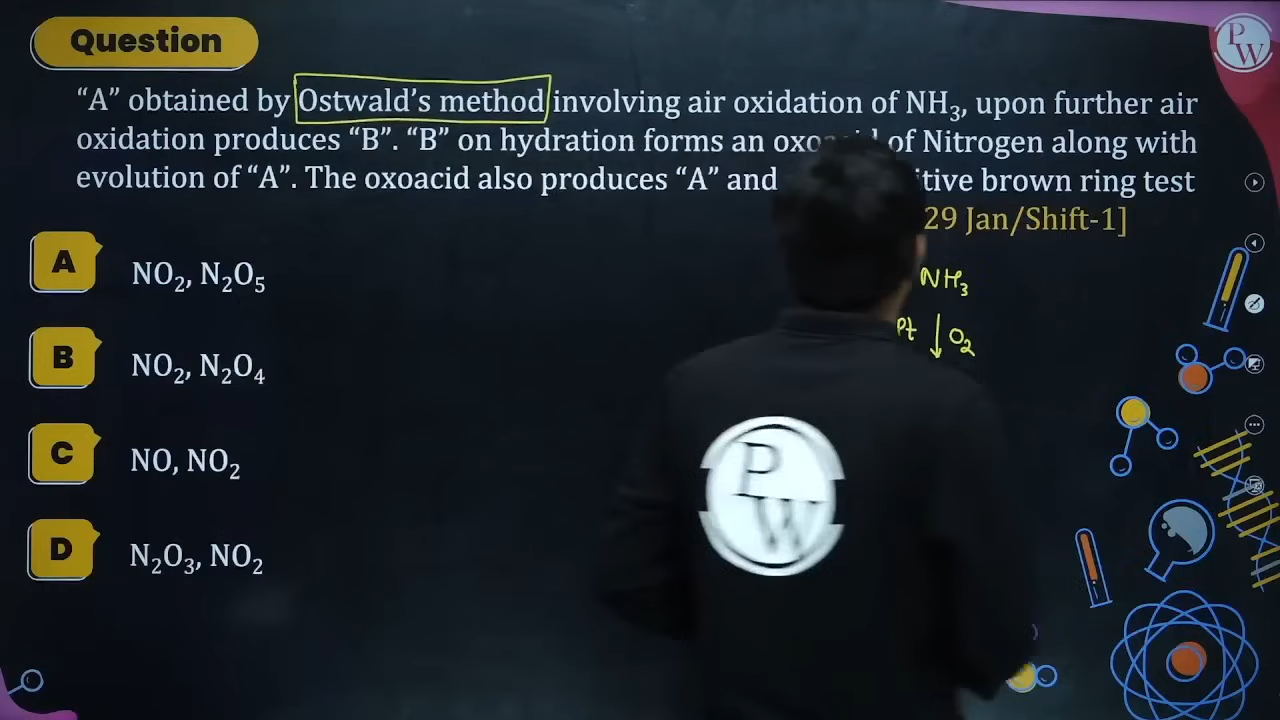 Question
PW
"A" obtained by Ostwald's method involving air oxidation of NH₃, upon further air
oxidation produces "B". "B" on hydration forms an of Nitrogen along with
evolution of "A". The oxoacid also produces "A" and brown ring test
29 Jan/Shift-1]
A NO₂, N₂O₅
B NO₂, N₂O₄
C NO, NO₂
D N₂O₃, NO₂
NH₃
Pt ↓ O₂
PW